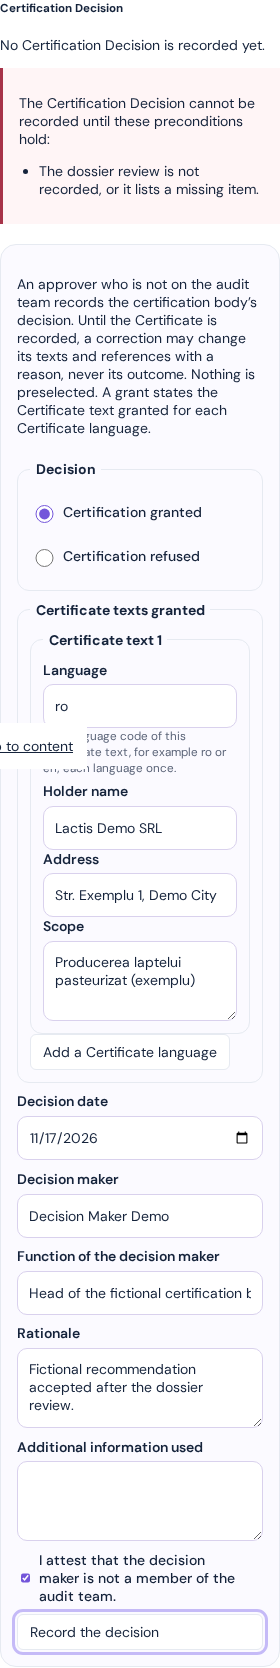 Certification Decision
No Certification Decision is recorded yet.
The Certification Decision cannot be
recorded until these preconditions
hold:
• The dossier review is not
recorded, or it lists a missing item.
An approver who is not on the audit
team records the certification body's
decision. Until the Certificate is
recorded, a correction may change
its texts and references with a
reason, never its outcome. Nothing is
preselected. A grant states the
Certificate text granted for each
Certificate language.
Decision
Certification granted
Certification refused
Certificate texts granted
Certificate text 1
Language
ro
code of this
to content
text, for example ro or
language once.
Holder name
Lactis Demo SRL
Address
Str. Exemplu 1, Demo City
Scope
Producerea laptelui
pasteurizat (exemplu)
Add a Certificate language
Decision date
11/17/2026
Decision maker
Decision Maker Demo
Function of the decision maker
Head of the fictional certification
Rationale
Fictional recommendation
accepted after the dossier
review.
Additional information used
I attest that the decision
maker is not a member of the
audit team.
Record the decision